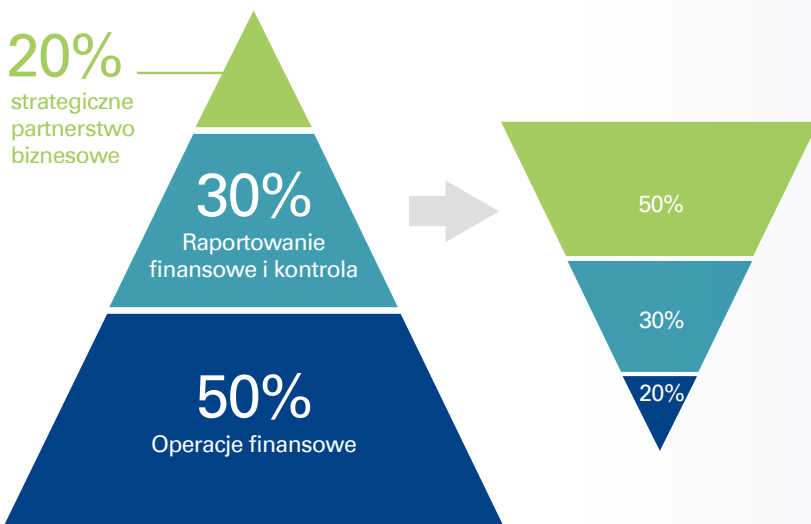 20%
strategiczne
partnerstwo
biznesowe
30%
Raportowanie
finansowe i kontrola
50%
Operacje finansowe
50%
30%
20%